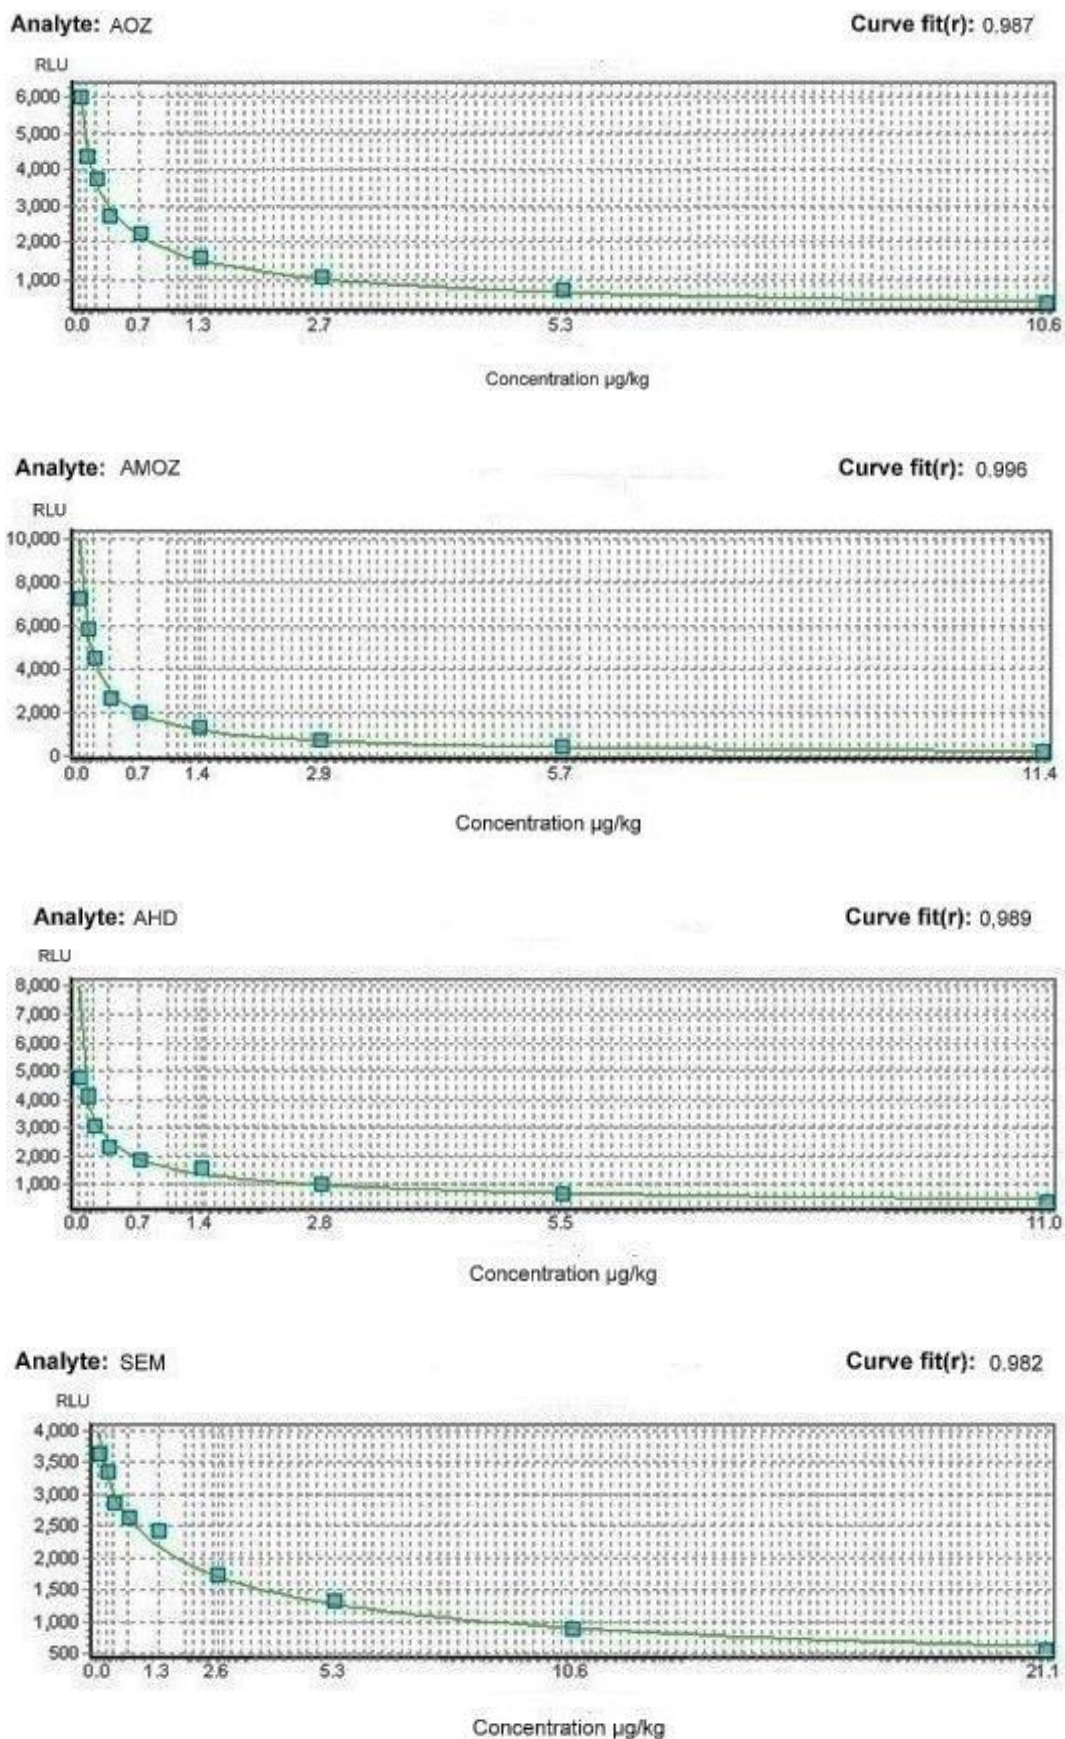 Analyte: AOZ Curve fit(r): 0.987
RLU
6,000
5,000
4,000
3,000
2,000
1,000
0.0 0.7 1.3 2.7 5.3 10.6
Concentration µg/kg
Analyte: AMOZ Curve fit(r): 0.996
RLU
10,000
8,000
6,000
4,000
2,000
0
0.0 0.7 1.4 2.9 5.7 11.4
Concentration µg/kg
Analyte: AHD Curve fit(r): 0,989
RLU
8,000
7,000
6,000
5,000
4,000
3,000
2,000
1,000
0.0 0.7 1.4 2.8 5.5 11.0
Concentration µg/kg
Analyte: SEM Curve fit(r): 0.982
RLU
4,000
3,500
3,000
2,500
2,000
1,500
1,000
500
0.0 1.3 2.6 5.3 10.6 21.1
Concentration µg/kg